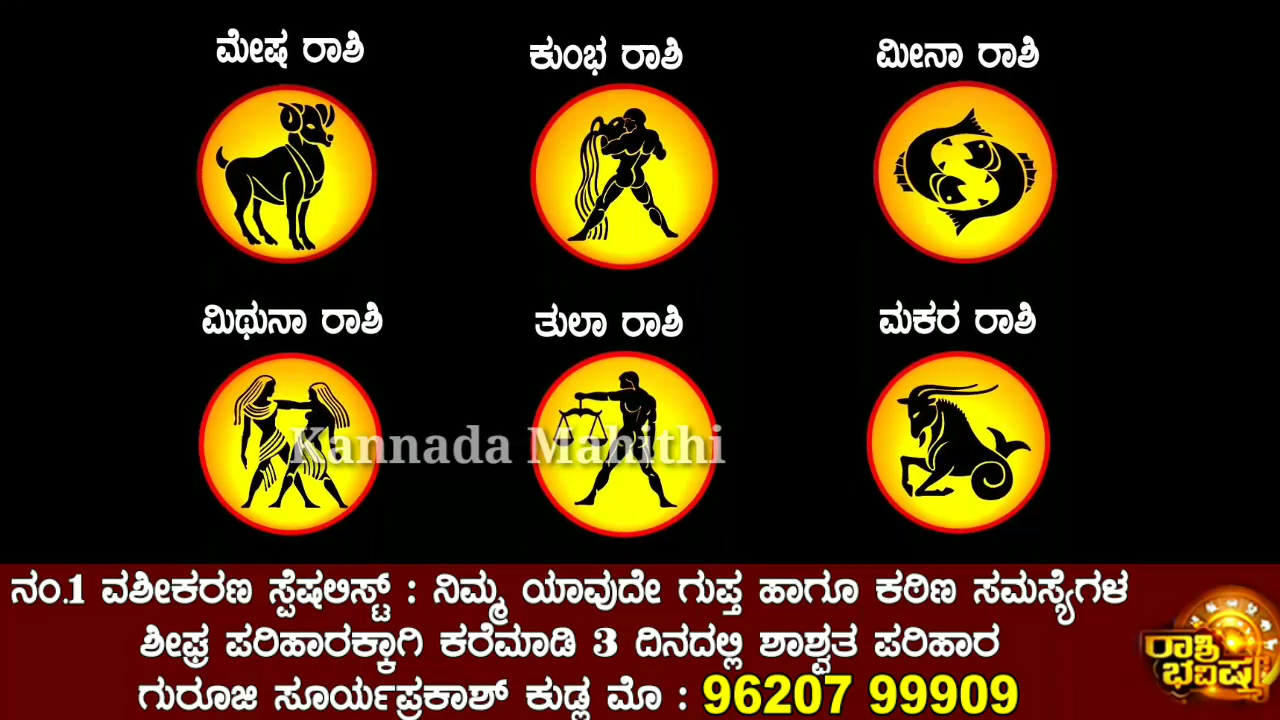 ಮೇಷ ರಾಶಿ ಕುಂಭ ರಾಶಿ ಮೀನಾ ರಾಶಿ
ಮಿಥುನಾ ರಾಶಿ ತುಲಾ ರಾಶಿ ಮಕರ ರಾಶಿ
Kannada Mahithi
ನಂ.1 ವಶೀಕರಣ ಸ್ಪೆಷಲಿಸ್ಟ್ : ನಿಮ್ಮ ಯಾವುದೇ ಗುಪ್ತ ಹಾಗೂ ಕಠಿಣ ಸಮಸ್ಯೆಗಳ
ಶೀಘ್ರ ಪರಿಹಾರಕ್ಕಾಗಿ ಕರೆಮಾಡಿ 3 ದಿನದಲ್ಲಿ ಶಾಶ್ವತ ಪರಿಹಾರ
ಗುರೂಜಿ ಸೂರ್ಯಪ್ರಕಾಶ್ ಕುಡ್ಲ ಮೊ : 96207 99909
ರಾಶಿ
ಭವಿಷ್ಯ